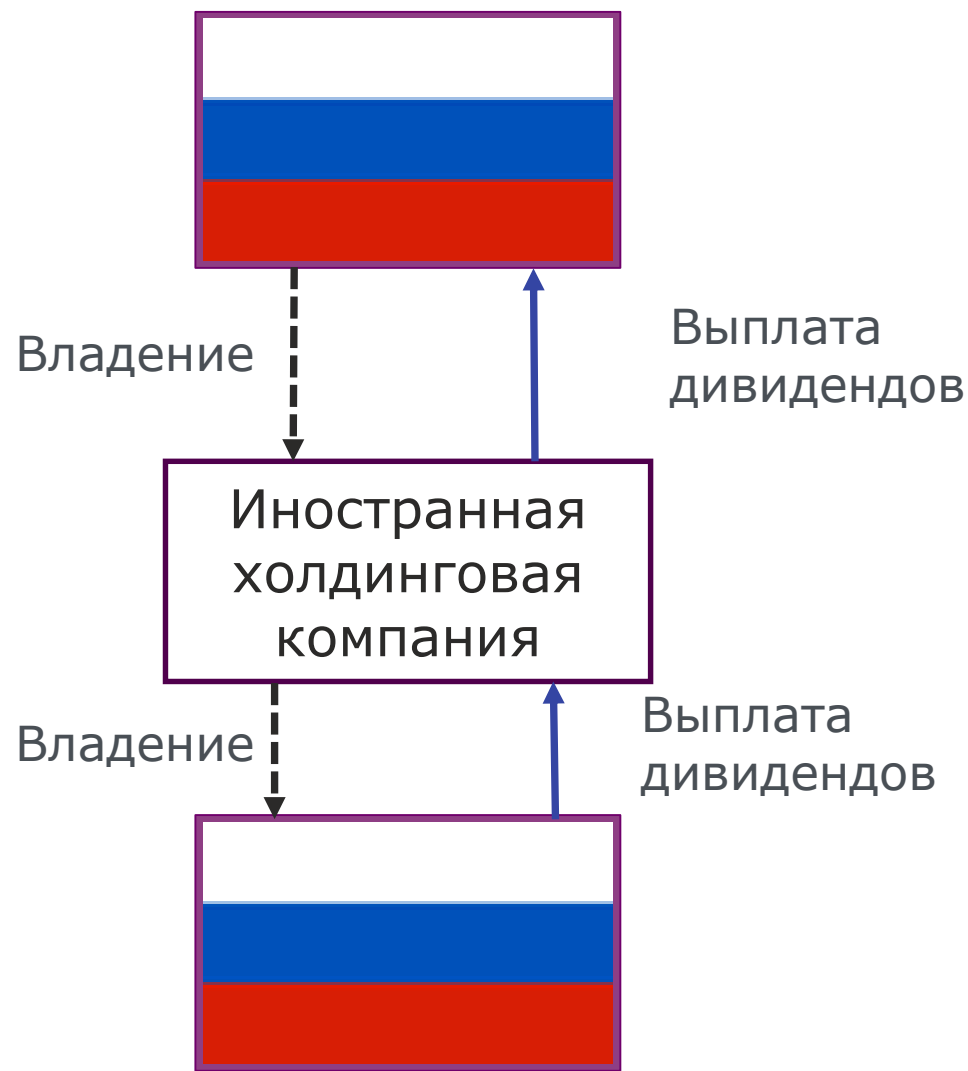 Владение
Выплата
дивидендов
Иностранная
холдинговая
компания
Владение
Выплата
дивидендов